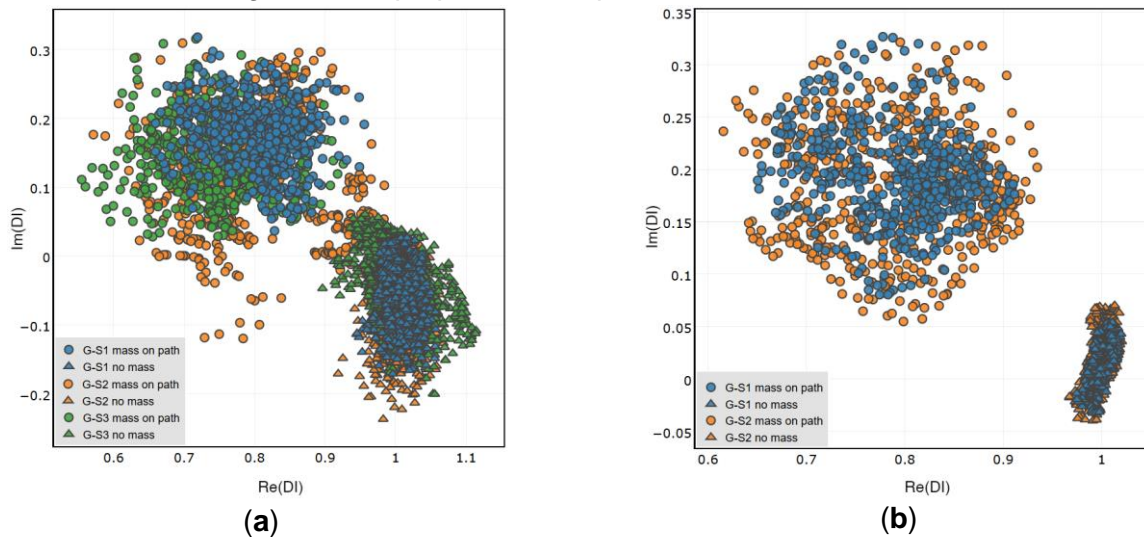 0.3
0.2
0.1
0
−0.1
−0.2
Im(DI)
G-S1 mass on path
G-S1 no mass
G-S2 mass on path
G-S2 no mass
G-S3 mass on path
G-S3 no mass
0.6 0.7 0.8 0.9 1 1.1
Re(DI)
(a)
0.35
0.3
0.25
0.2
0.15
0.1
0.05
0
−0.05
Im(DI)
G-S1 mass on path
G-S1 no mass
G-S2 mass on path
G-S2 no mass
0.6 0.7 0.8 0.9 1
Re(DI)
(b)